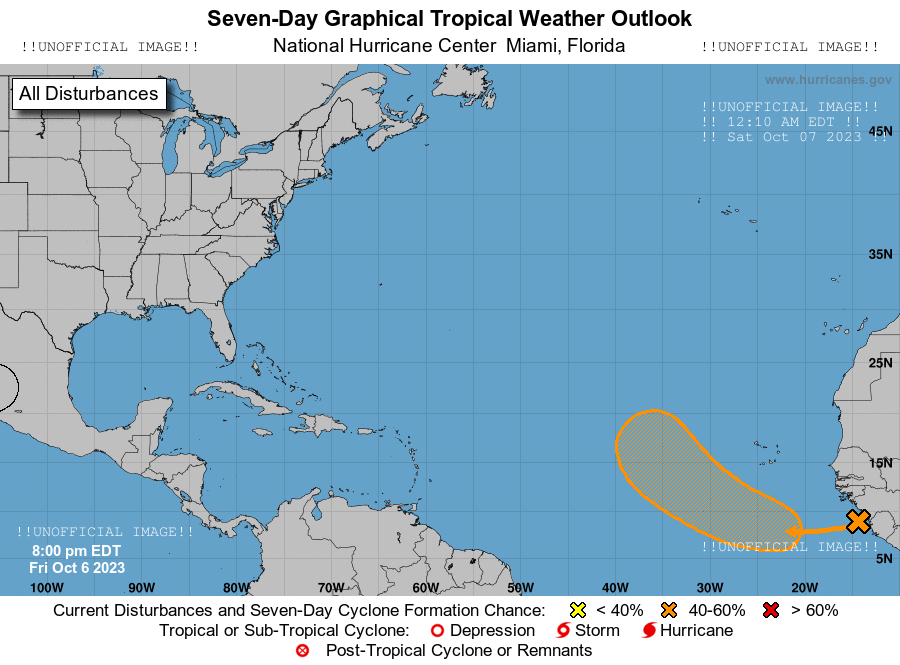 Seven-Day Graphical Tropical Weather Outlook
!!UNOFFICIAL IMAGE!! National Hurricane Center Miami, Florida !!UNOFFICIAL IMAGE!!
www.hurricanes.gov
All Disturbances
!!UNOFFICIAL IMAGE!!
!! 12:10 AM EDT !!
!! Sat Oct 07 2023 !!
45N
35N
25N
15N
!!UNOFFICIAL IMAGE!!
8:00 pm EDT
Fri Oct 6 2023
!!UNOFFICIAL IMAGE!!
5N
100W 90W 80W 70W 60W 50W 40W 30W 20W
Current Disturbances and Seven-Day Cyclone Formation Chance: < 40% 40-60% > 60%
Tropical or Sub-Tropical Cyclone: Depression Storm Hurricane
Post-Tropical Cyclone or Remnants